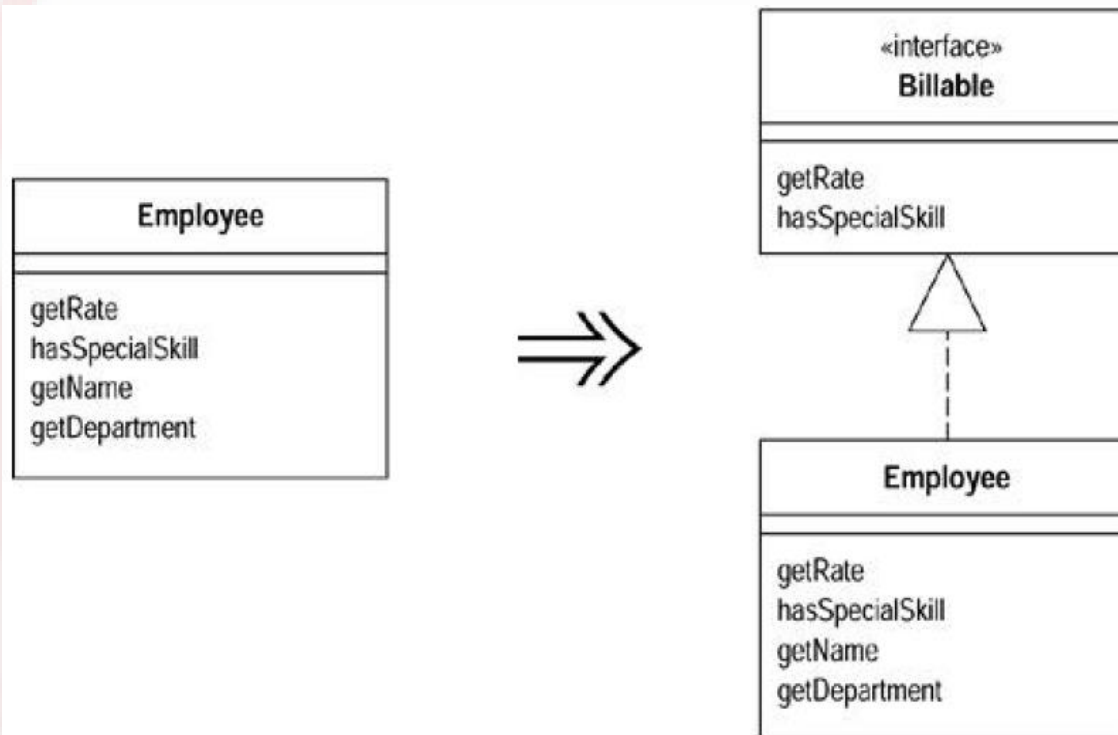 Employee
getRate
hasSpecialSkill
getName
getDepartment
«interface»
Billable
getRate
hasSpecialSkill
Employee
getRate
hasSpecialSkill
getName
getDepartment